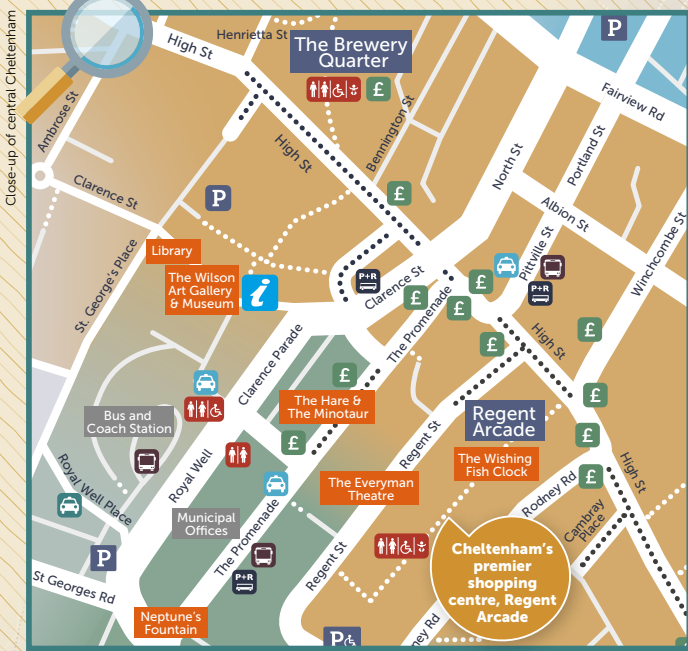 Close-up of central Cheltenham
High St
Henrietta St
The Brewery
Quarter
£
P
Fairview Rd
Ambrose St
High St
Bennington St
North St
Portland St
Clarence St
P
£
Albion St
Winchcombe St
Library
St. George's Place
The Wilson
Art Gallery
& Museum
i
P+R
Clarence St
£
£
£
Pittville St
P+R
The Promenade
£
High St
£
Clarence Parade
£
The Hare &
The Minotaur
£
Bus and
Coach Station
Regent
Arcade
£
£
Regent St
The Wishing
Fish Clock
£
High St
Royal Well
Royal Well Place
The Everyman
Theatre
Rodney Rd
Cambray
Place
Municipal
Offices
The Promenade
P+R
Regent St
P
St Georges Rd
Cheltenham's
premier
shopping
centre, Regent
Arcade
Neptune's
Fountain
P
ney Rd